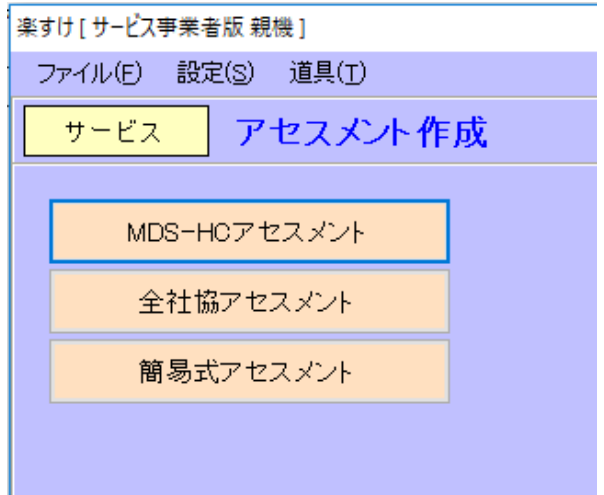 楽すけ [ サービス事業者版 親機 ]
ファイル(F) 設定(S) 道具(T)
サービス アセスメント作成
MDS-HCアセスメント
全社協アセスメント
簡易式アセスメント